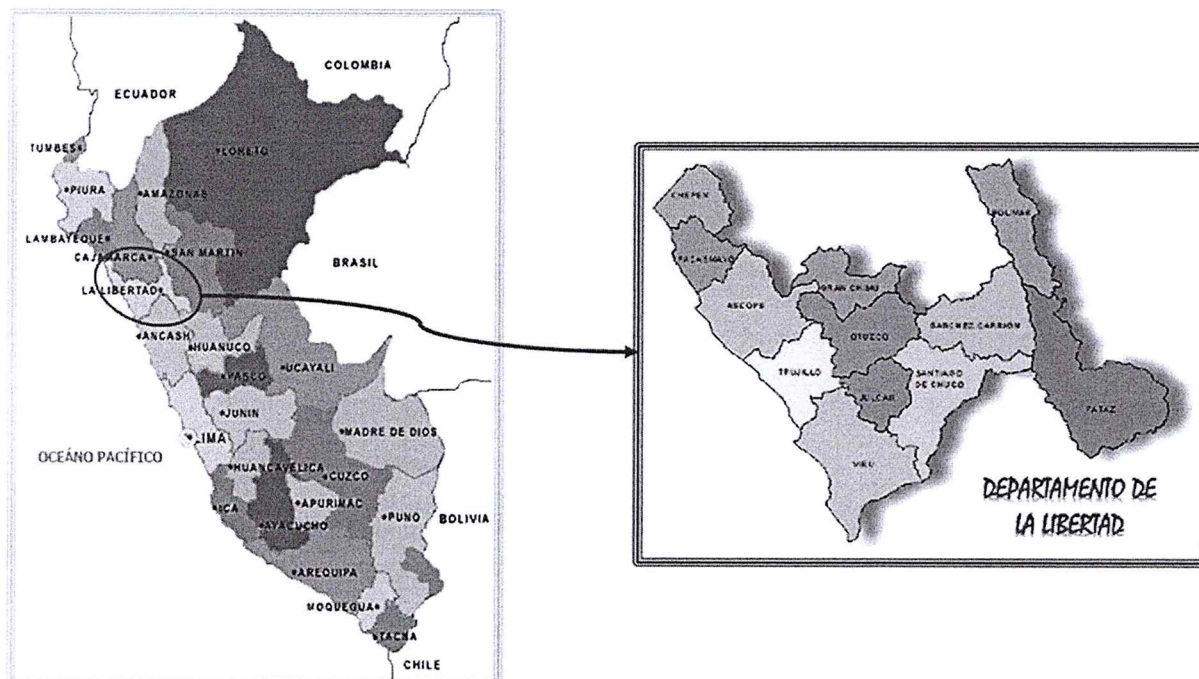 COLOMBIA
ECUADOR
TUMBES
LORETO
PIURA
AMAZONAS
LAMBAYEQUE
CAJAMARCA
SAN MARTIN
BRASIL
LA LIBERTAD
ANCASH
HUANUCO
UCAYALI
PASCO
JUNIN
LIMA
MADRE DE DIOS
OCEÁNO PACÍFICO
HUANCAVELICA
CUZCO
ICA
APURIMAC
AYACUCHO
PUNO
BOLIVIA
AREQUIPA
MOQUEGUA
TACNA
CHILE
CHEPEN
BOLIVAR
PACASMAYO
GRAN CHIMU
ASCOPE
SANCHEZ CARRION
OTUZCO
TRUJILLO
SANTIAGO
DE CHUCO
JULCAN
PATAZ
VIRU
DEPARTAMENTO DE
LA LIBERTAD